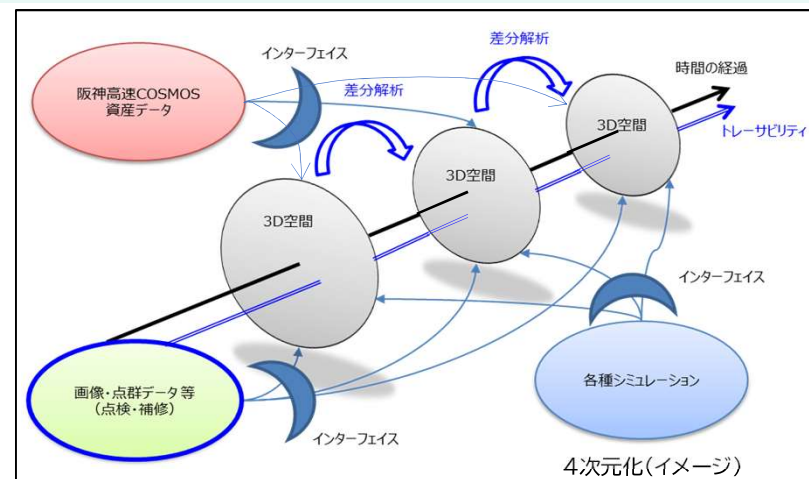 インターフェイス
差分解析
時間の経過
阪神高速COSMOS
資産データ
差分解析
3D空間
トレーサビリティ
3D空間
3D空間
インターフェイス
画像・点群データ等
(点検・補修)
各種シミュレーション
インターフェイス
4次元化(イメージ)